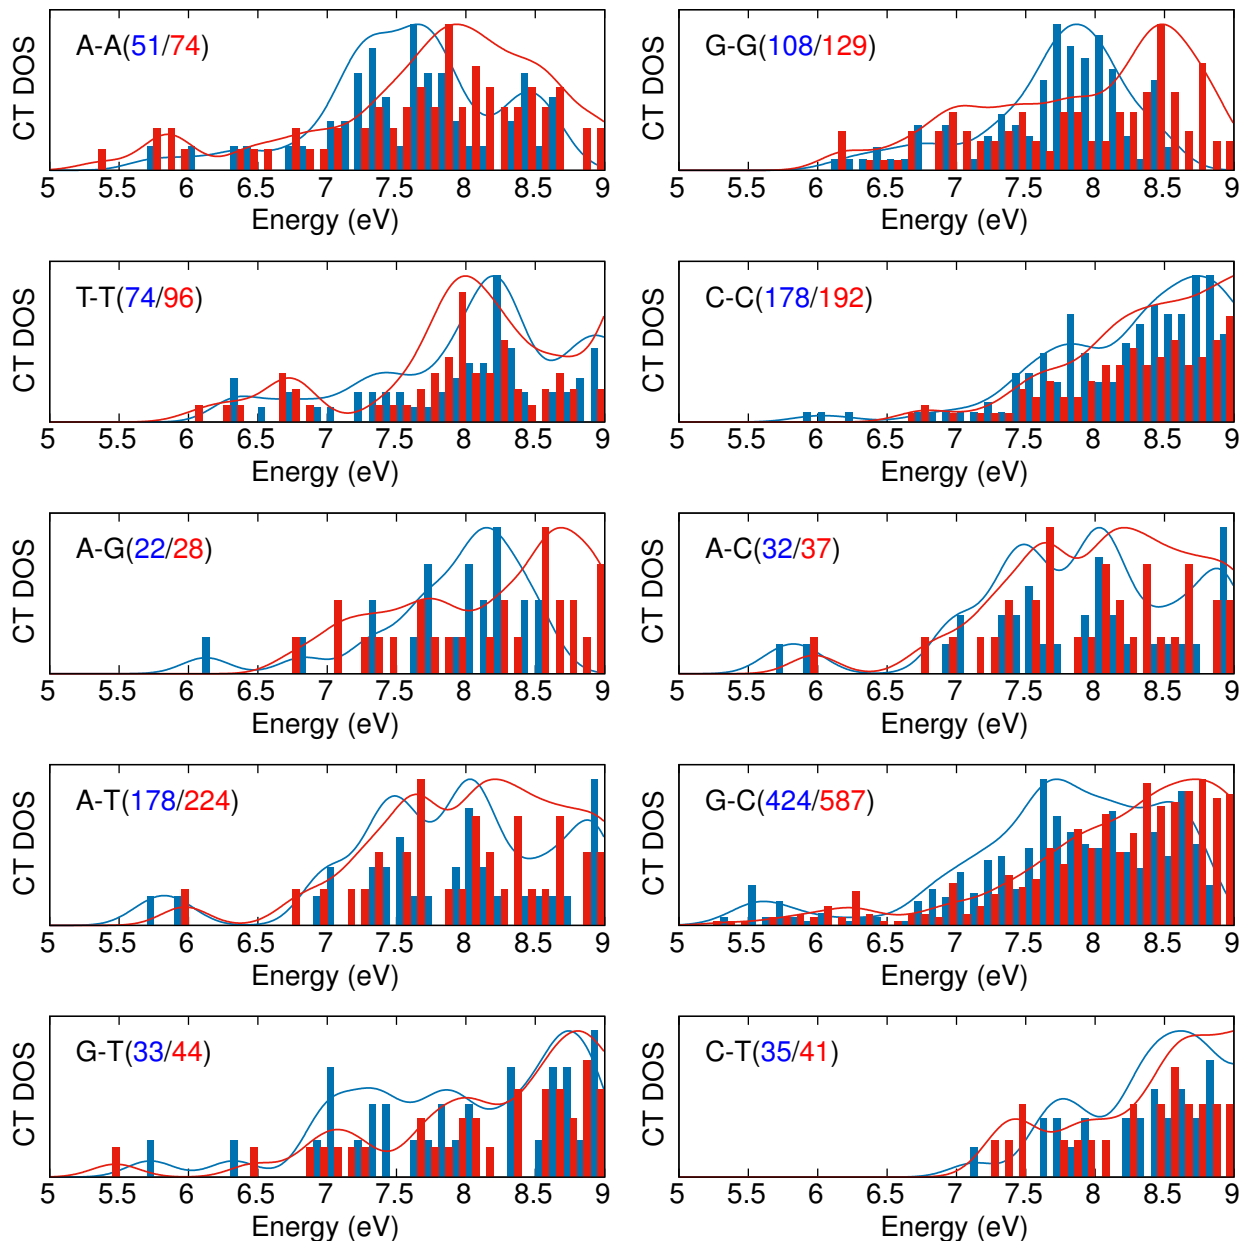 CT DOS
A-A(51/74)
5 5.5 6 6.5 7 7.5 8 8.5 9
Energy (eV)
CT DOS
G-G(108/129)
5 5.5 6 6.5 7 7.5 8 8.5 9
Energy (eV)
CT DOS
T-T(74/96)
5 5.5 6 6.5 7 7.5 8 8.5 9
Energy (eV)
CT DOS
C-C(178/192)
5 5.5 6 6.5 7 7.5 8 8.5 9
Energy (eV)
CT DOS
A-G(22/28)
5 5.5 6 6.5 7 7.5 8 8.5 9
Energy (eV)
CT DOS
A-C(32/37)
5 5.5 6 6.5 7 7.5 8 8.5 9
Energy (eV)
CT DOS
A-T(178/224)
5 5.5 6 6.5 7 7.5 8 8.5 9
Energy (eV)
CT DOS
G-C(424/587)
5 5.5 6 6.5 7 7.5 8 8.5 9
Energy (eV)
CT DOS
G-T(33/44)
5 5.5 6 6.5 7 7.5 8 8.5 9
Energy (eV)
CT DOS
C-T(35/41)
5 5.5 6 6.5 7 7.5 8 8.5 9
Energy (eV)